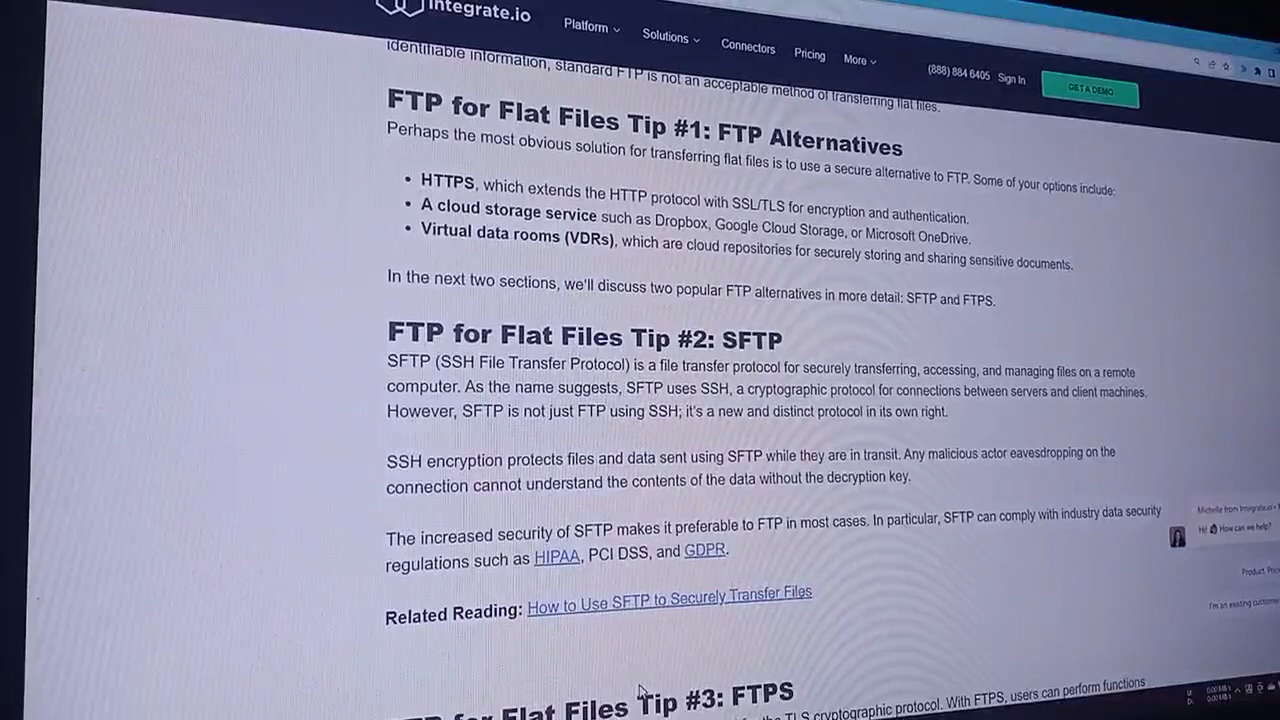 integrate.io
Platform
Solutions
Connectors
Pricing
More
(888) 884 6405
Sign In
GET A DEMO
identifiable information, standard FTP is not an acceptable method of transferring flat files.
FTP for Flat Files Tip #1: FTP Alternatives
Perhaps the most obvious solution for transferring flat files is to use a secure alternative to FTP. Some of your options include:
• HTTPS, which extends the HTTP protocol with SSL/TLS for encryption and authentication.
• A cloud storage service such as Dropbox, Google Cloud Storage, or Microsoft OneDrive.
• Virtual data rooms (VDRs), which are cloud repositories for securely storing and sharing sensitive documents.
In the next two sections, we'll discuss two popular FTP alternatives in more detail: SFTP and FTPS.
FTP for Flat Files Tip #2: SFTP
SFTP (SSH File Transfer Protocol) is a file transfer protocol for securely transferring, accessing, and managing files on a remote
computer. As the name suggests, SFTP uses SSH, a cryptographic protocol for connections between servers and client machines.
However, SFTP is not just FTP using SSH; it's a new and distinct protocol in its own right.
SSH encryption protects files and data sent using SFTP while they are in transit. Any malicious actor eavesdropping on the
connection cannot understand the contents of the data without the decryption key.
The increased security of SFTP makes it preferable to FTP in most cases. In particular, SFTP can comply with industry data security
regulations such as HIPAA, PCI DSS, and GDPR.
Related Reading: How to Use SFTP to Securely Transfer Files
Michelle from Integrate.io •
Hi! How can we help?
Product, 
I'm an existing customer
FTP for Flat Files Tip #3: FTPS
the TLS cryptographic protocol. With FTPS, users can perform functions